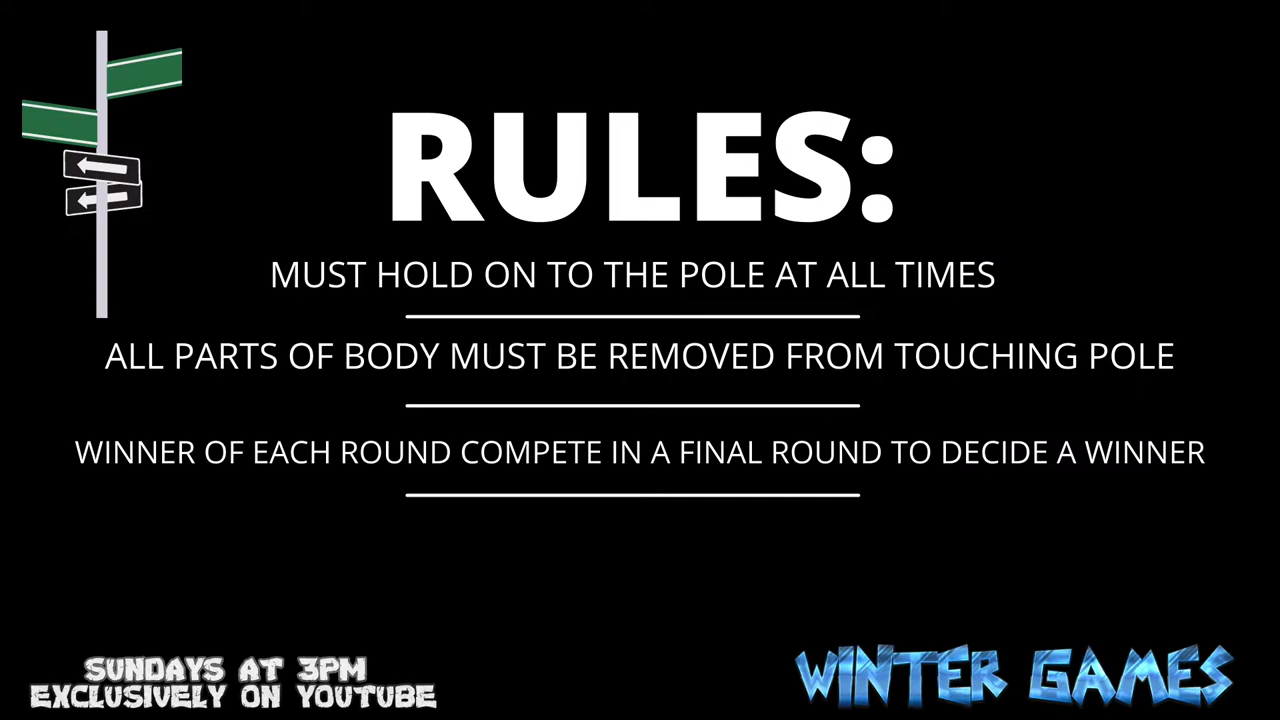 RULES:
MUST HOLD ON TO THE POLE AT ALL TIMES
ALL PARTS OF BODY MUST BE REMOVED FROM TOUCHING POLE
WINNER OF EACH ROUND COMPETE IN A FINAL ROUND TO DECIDE A WINNER
SUNDAYS AT 3PM
EXCLUSIVELY ON YOUTUBE
WINTER GAMES